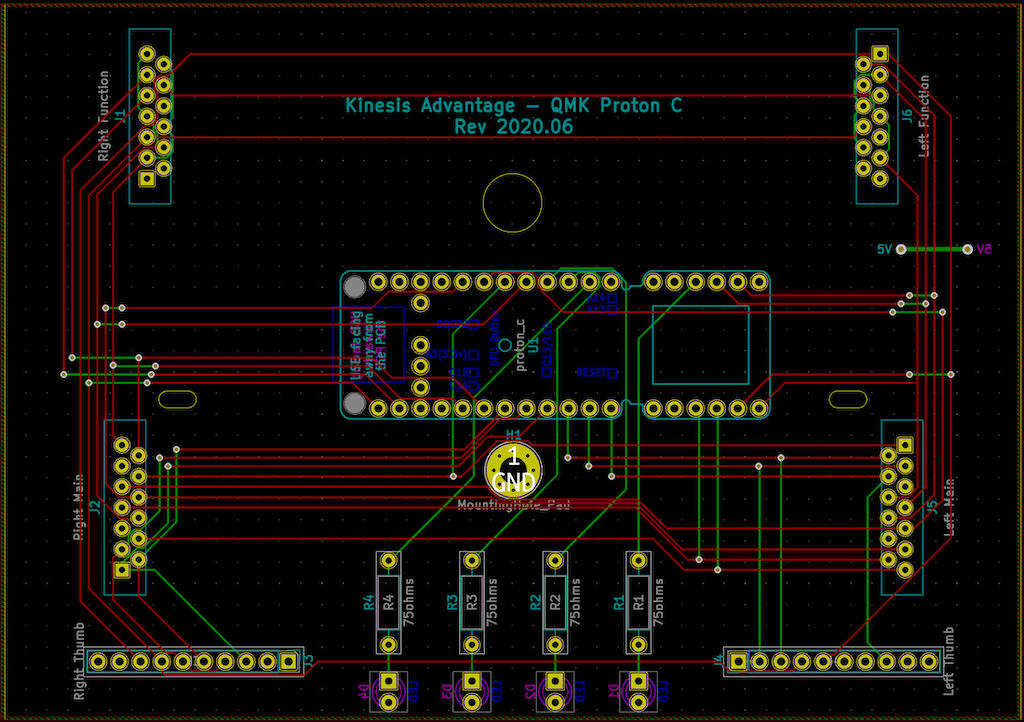 Kinesis Advantage - QMK Proton C
Rev 2020.06
Right Function
J1
J6
Left Function
5V
5V
USB facing
away from
the PCB
proton_c
U1
RESET
H1
1
GND
MountingHole_Pad
Right Main
J2
J5
Left Main
R4
R4
75ohms
R3
R3
75ohms
R2
R2
75ohms
R1
R1
75ohms
Right Thumb
J3
J4
Left Thumb
D4
LED
D3
LED
D2
LED
D1
LED